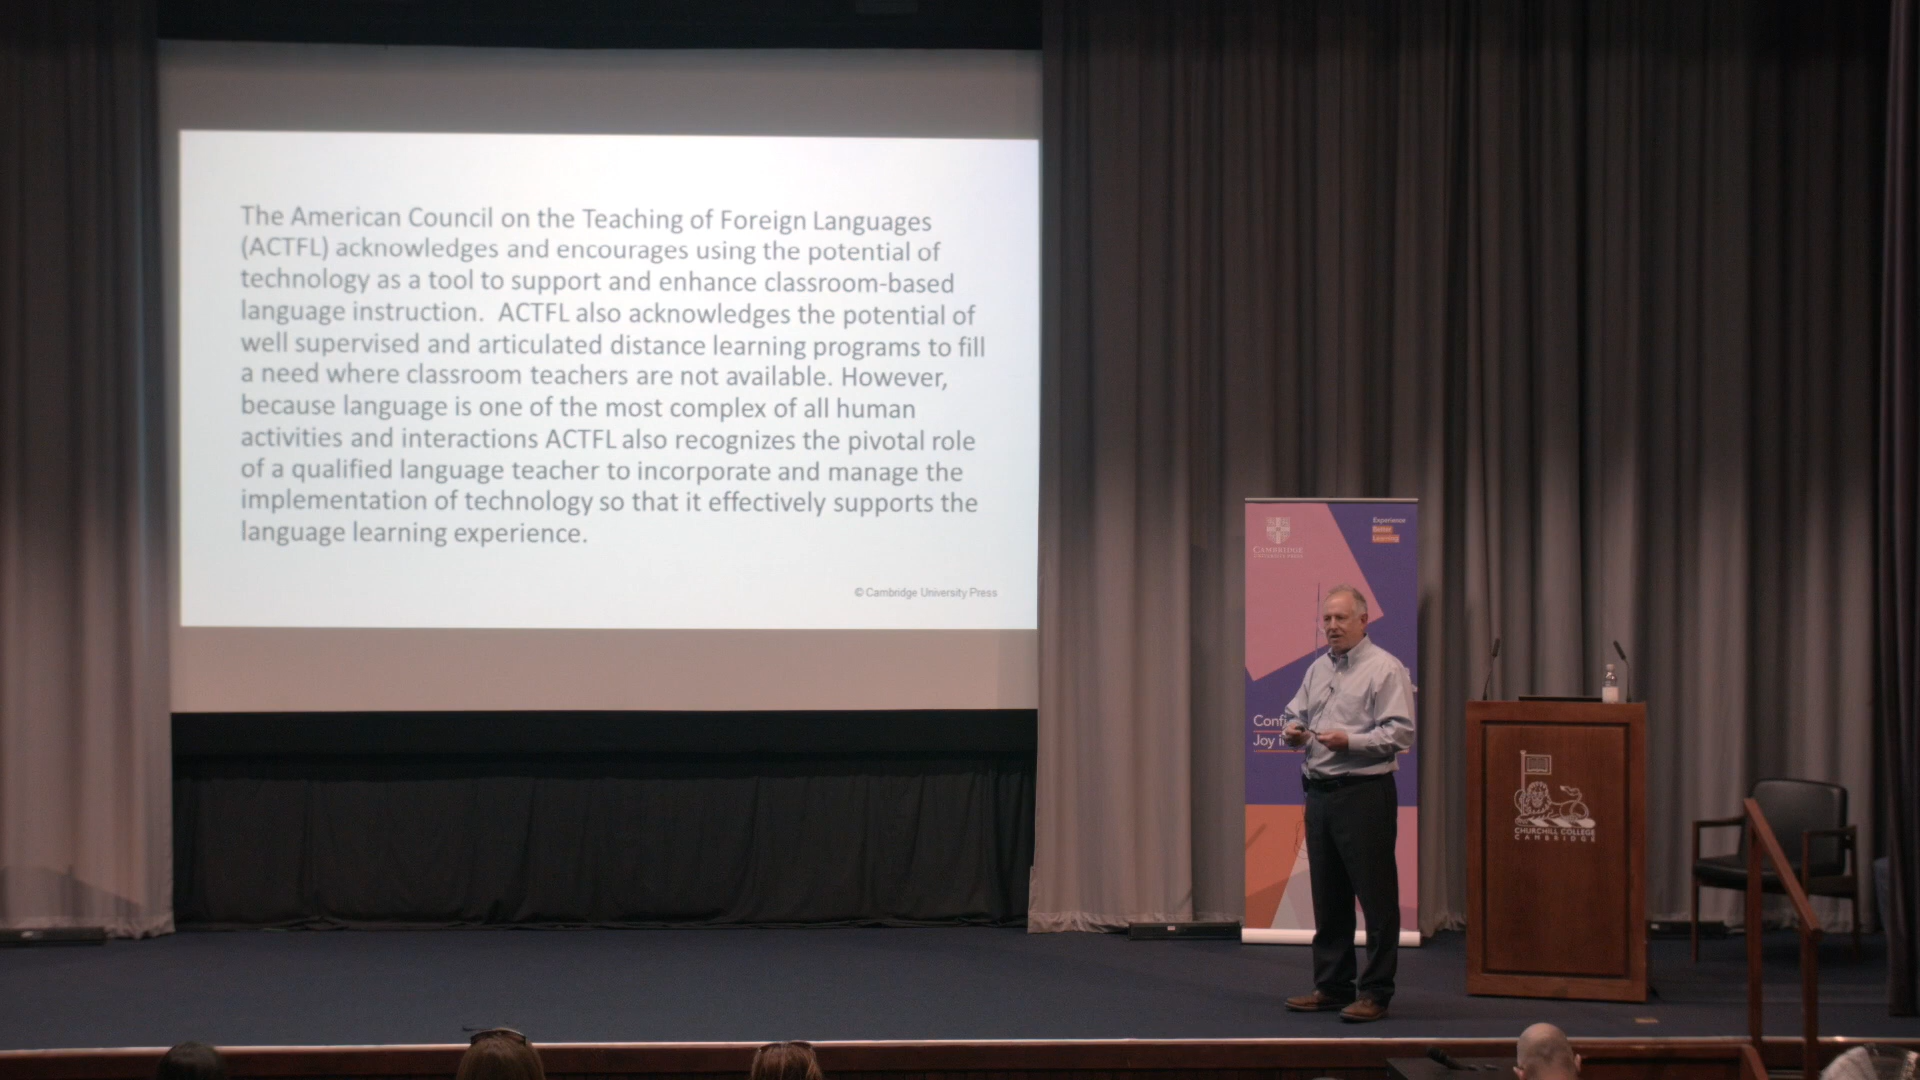 The American Council on the Teaching of Foreign Languages
(ACTFL) acknowledges and encourages using the potential of
technology as a tool to support and enhance classroom-based
language instruction.  ACTFL also acknowledges the potential of
well supervised and articulated distance learning programs to fill
a need where classroom teachers are not available. However,
because language is one of the most complex of all human
activities and interactions ACTFL also recognizes the pivotal role
of a qualified language teacher to incorporate and manage the
implementation of technology so that it effectively supports the
language learning experience.
© Cambridge University Press
CAMBRIDGE
UNIVERSITY PRESS
Experience
Better
Learning
Confi
Joy i
CHURCHILL COLLEGE
CAMBRIDGE